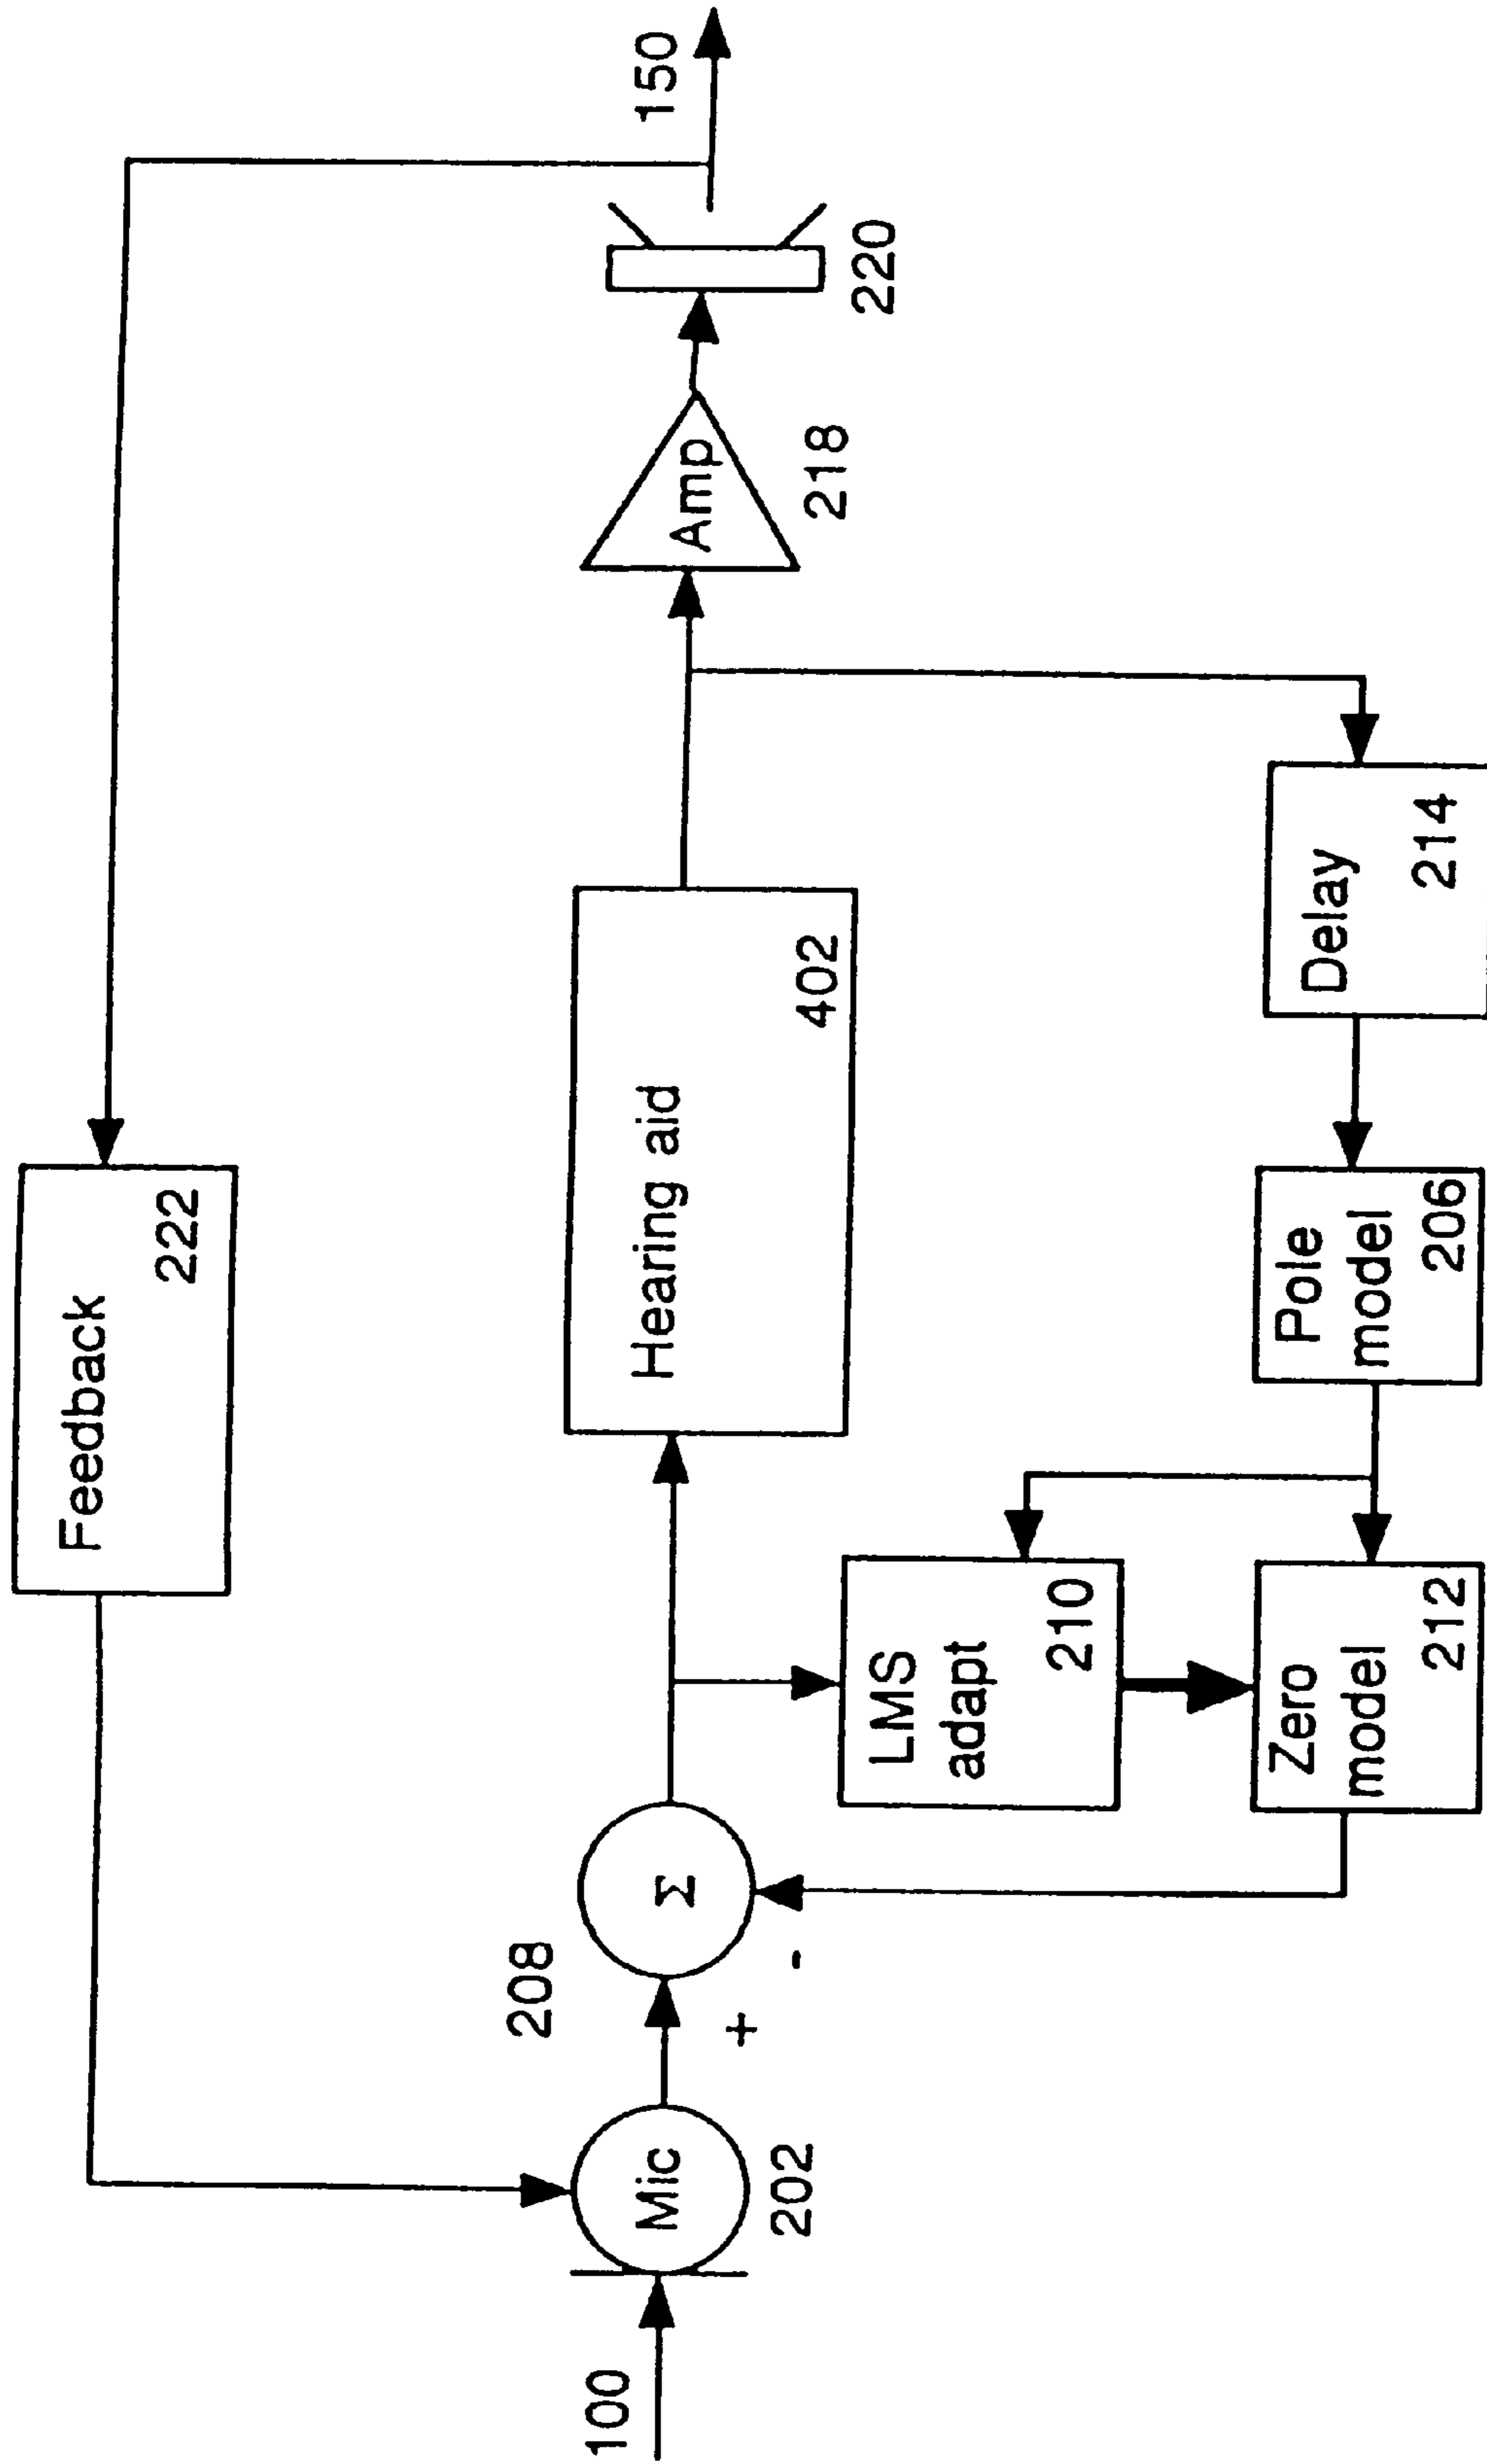 Feedback
222
150
100
Mic
202
208
+
-
Σ
Hearing aid
402
Amp
218
220
LMS
adapt
210
Zero
model
212
Pole
model
206
Delay
214